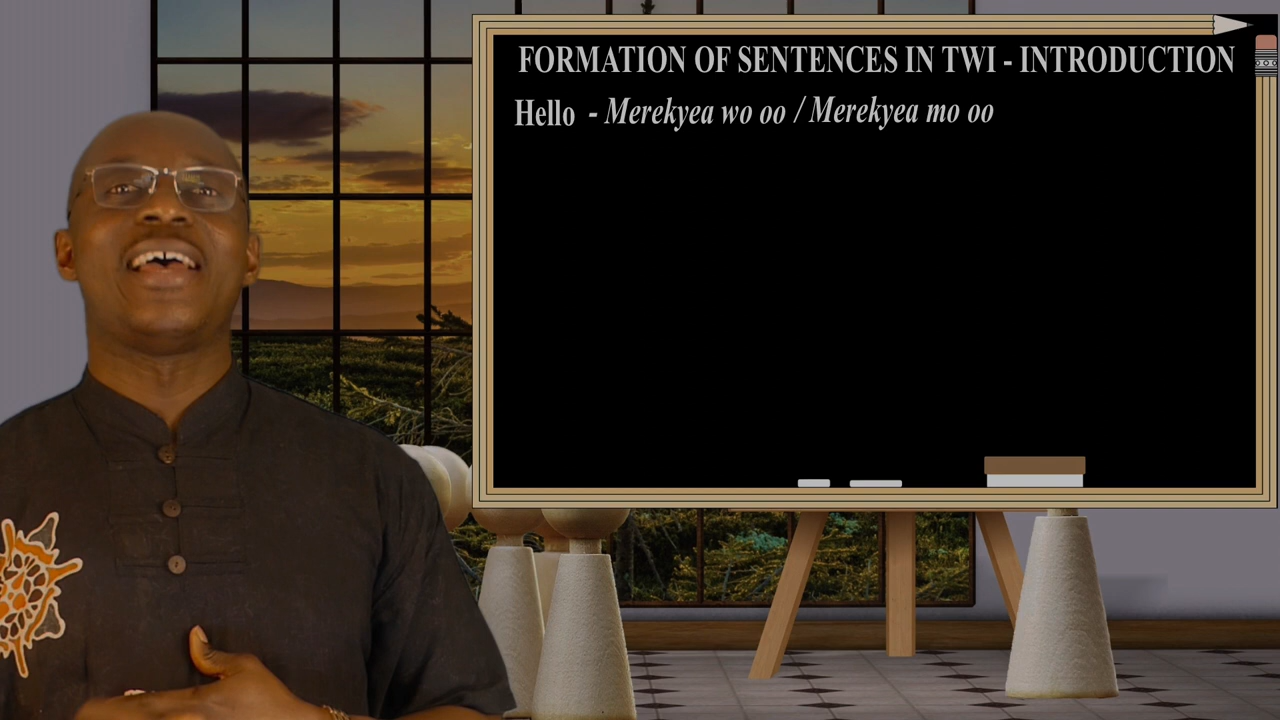 FORMATION OF SENTENCES IN TWI - INTRODUCTION
Hello - Merekyea wo oo / Merekyea mo oo